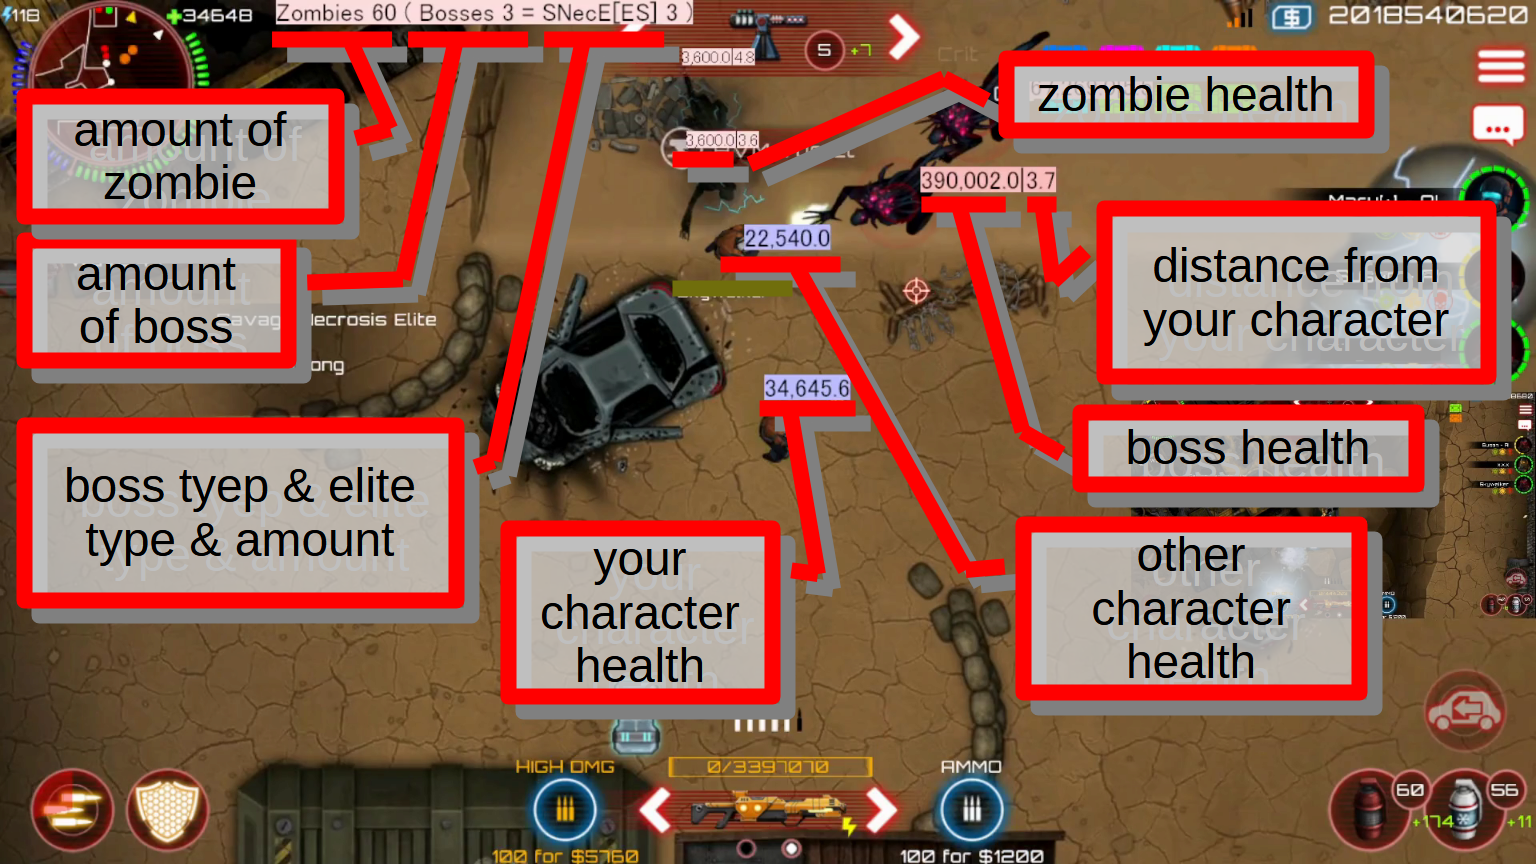 118
+34648
Zombies 60 ( Bosses 3 = SNecE[ES] 3 )
5 +7
2018540620
3,600.0|4.8
Crit
zombie health
amount of
zombie
3,600.0|3.6
390,002.0|3.7
22,540.0
distance from
your character
amount
of boss
Necrosis Elite
ong
34,645.6
boss health
boss tyep & elite
type & amount
your
character
health
other
character
health
HIGH DMG
0/3397070
AMMO
60
+174
56
+11
100 for $5760
100 for $1200